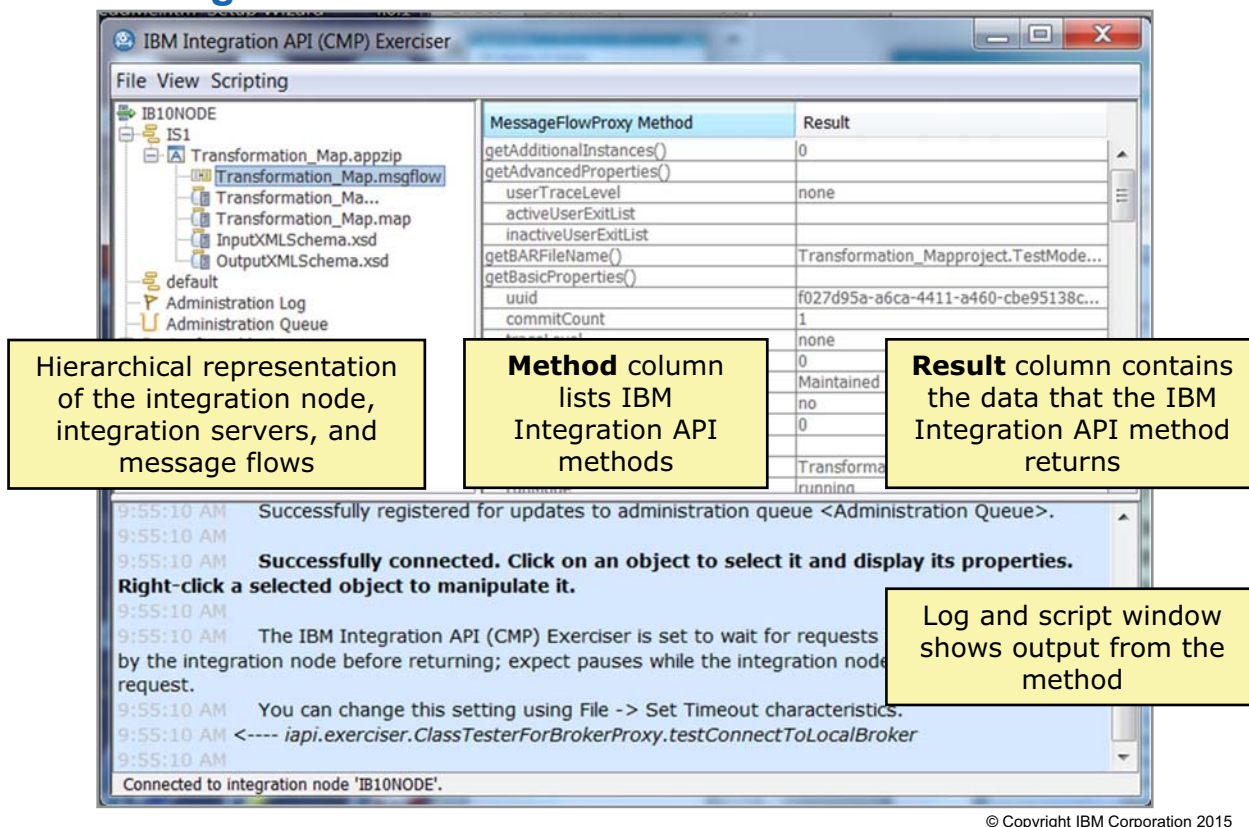 IBM Integration API (CMP) Exerciser
File View Scripting
IB10NODE
IS1
Transformation_Map.appzip
Transformation_Map.msgflow
Transformation_Ma...
Transformation_Map.map
InputXMLSchema.xsd
OutputXMLSchema.xsd
default
Administration Log
Administration Queue
MessageFlowProxy Method Result
getAdditionalInstances() 0
getAdvancedProperties()
userTraceLevel none
activeUserExitList
inactiveUserExitList
getBARFileName() Transformation_Mapproject.TestMode...
getBasicProperties()
uuid f027d95a-a6ca-4411-a460-cbe95138c...
commitCount 1
none
0
Maintained
no
0
Transforma
running
Hierarchical representation
of the integration node,
integration servers, and
message flows
Method column
lists IBM
Integration API
methods
Result column contains
the data that the IBM
Integration API method
returns
9:55:10 AM Successfully registered for updates to administration queue <Administration Queue>.
9:55:10 AM
9:55:10 AM Successfully connected. Click on an object to select it and display its properties.
Right-click a selected object to manipulate it.
9:55:10 AM
9:55:10 AM The IBM Integration API (CMP) Exerciser is set to wait for requests
by the integration node before returning; expect pauses while the integration node
request.
9:55:10 AM You can change this setting using File -> Set Timeout characteristics.
9:55:10 AM <---- iapi.exerciser.ClassTesterForBrokerProxy.testConnectToLocalBroker
9:55:10 AM
Log and script window
shows output from the
method
Connected to integration node 'IB10NODE'.
© Copyright IBM Corporation 2015